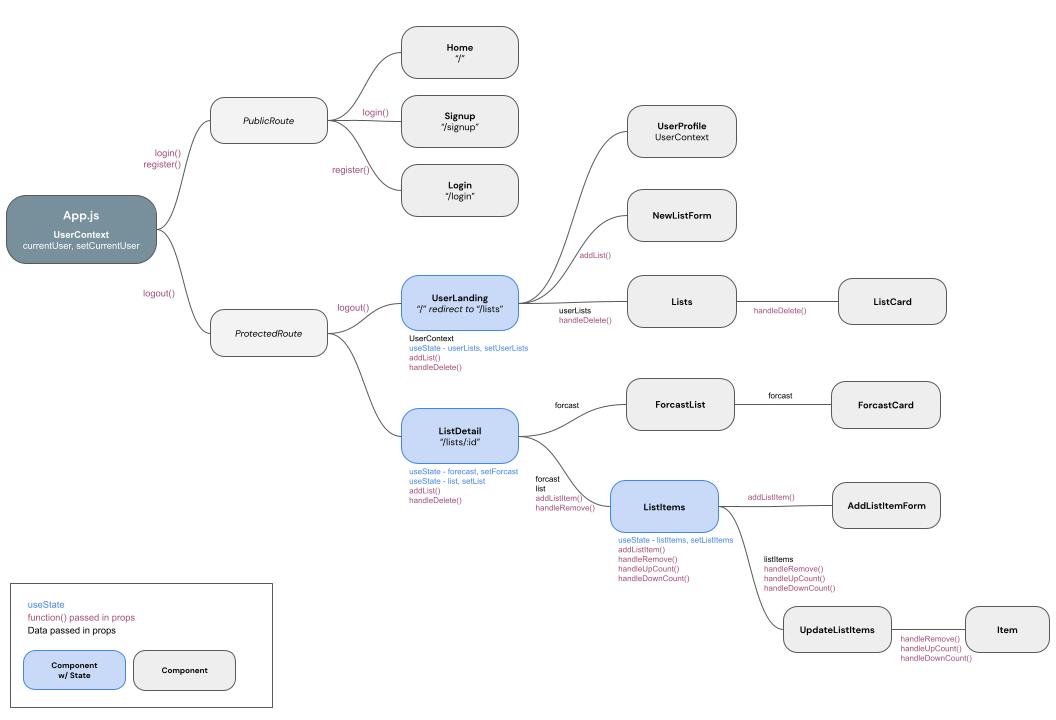 Home
“/”
PublicRoute
login()
Signup
“/signup”
register()
Login
“/login”
login()
register()
App.js
UserContext
currentUser, setCurrentUser
logout()
ProtectedRoute
logout()
UserLanding
“/” redirect to “/lists”
UserContext
useState - userLists, setUserLists
addList()
handleDelete()
UserProfile
UserContext
NewListForm
addList()
userLists
handleDelete()
Lists
handleDelete()
ListCard
ListDetail
“/lists/:id”
useState - forecast, setForcast
useState - list, setList
addList()
handleDelete()
forcast
ForcastList
forcast
ForcastCard
forcast
list
addListItem()
handleRemove()
ListItems
useState - listItems, setListItems
addListItem()
handleRemove()
handleUpCount()
handleDownCount()
addListItem()
AddListItemForm
listItems
handleRemove()
handleUpCount()
handleDownCount()
UpdateListItems
handleRemove()
handleUpCount()
handleDownCount()
Item
useState
function() passed in props
Data passed in props
Component
w/ State
Component